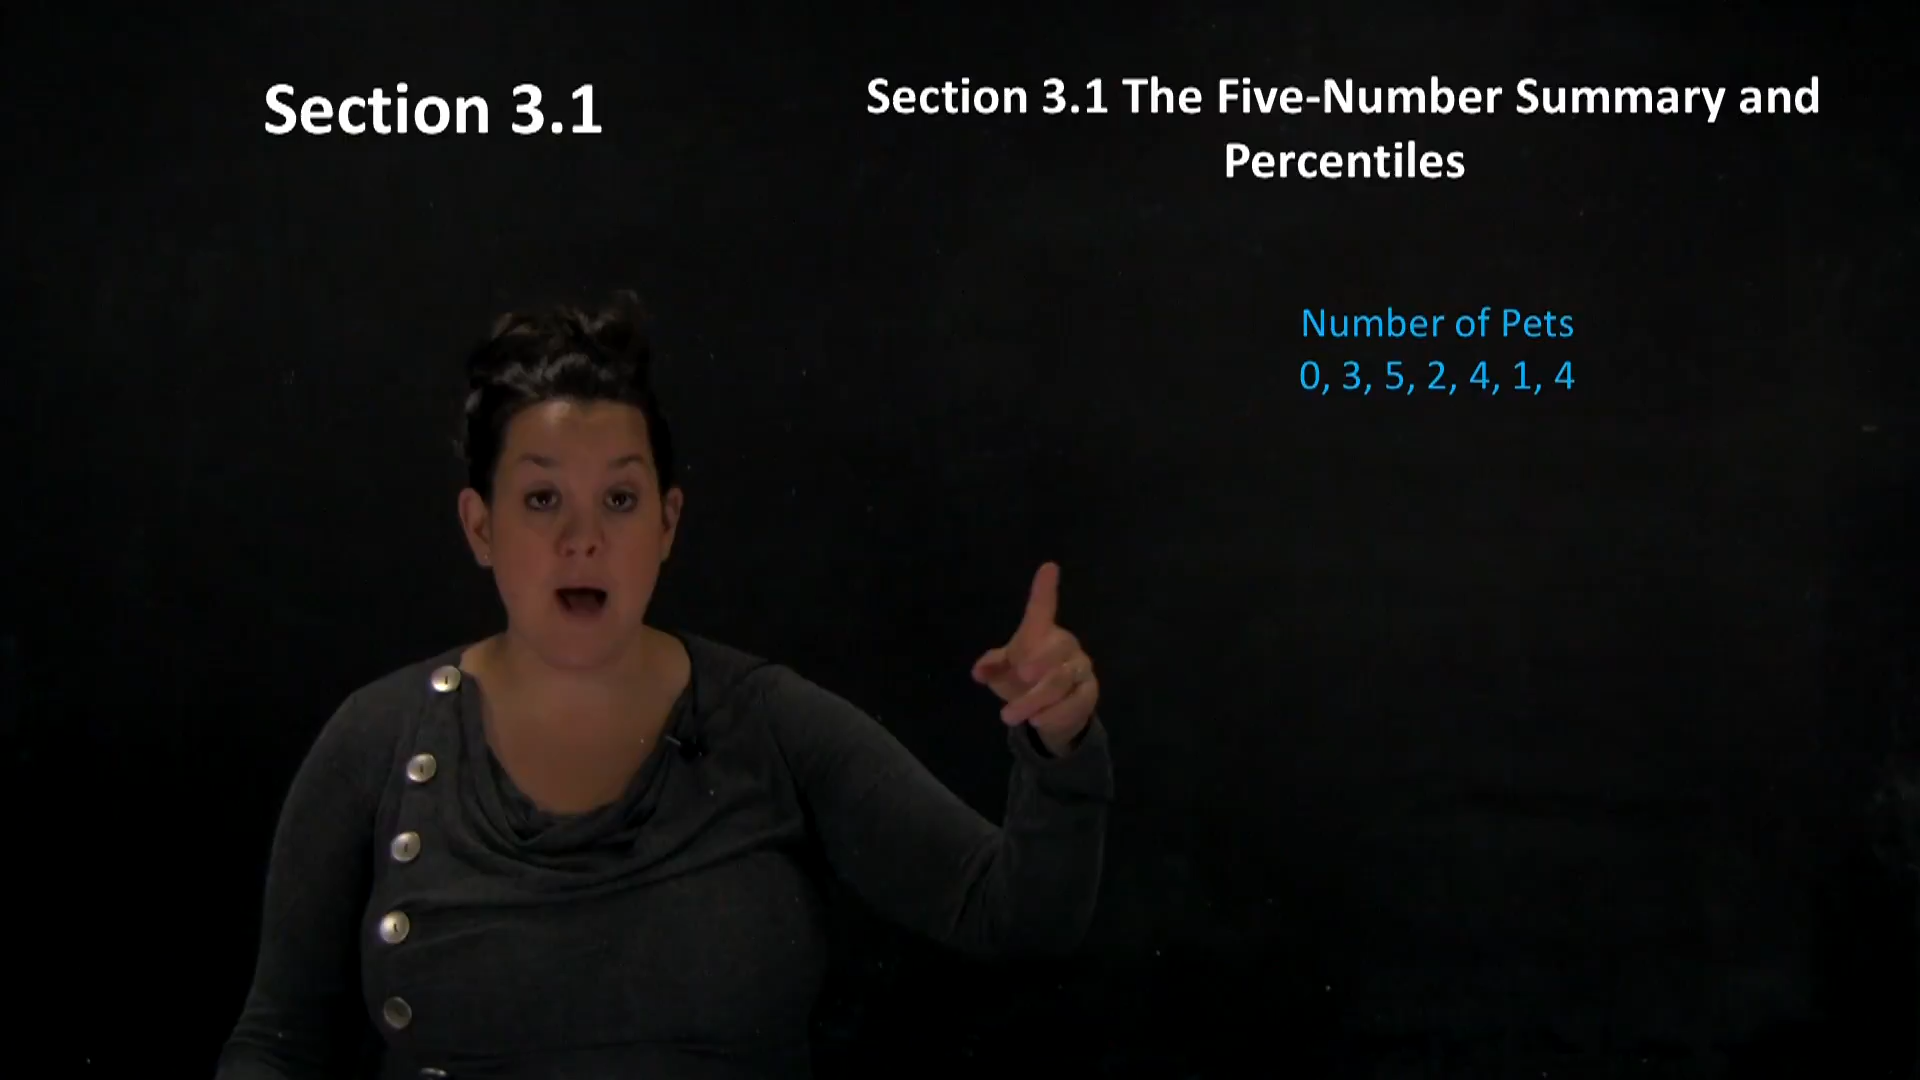 Section 3.1
Section 3.1 The Five-Number Summary and
Percentiles
Number of Pets
0, 3, 5, 2, 4, 1, 4